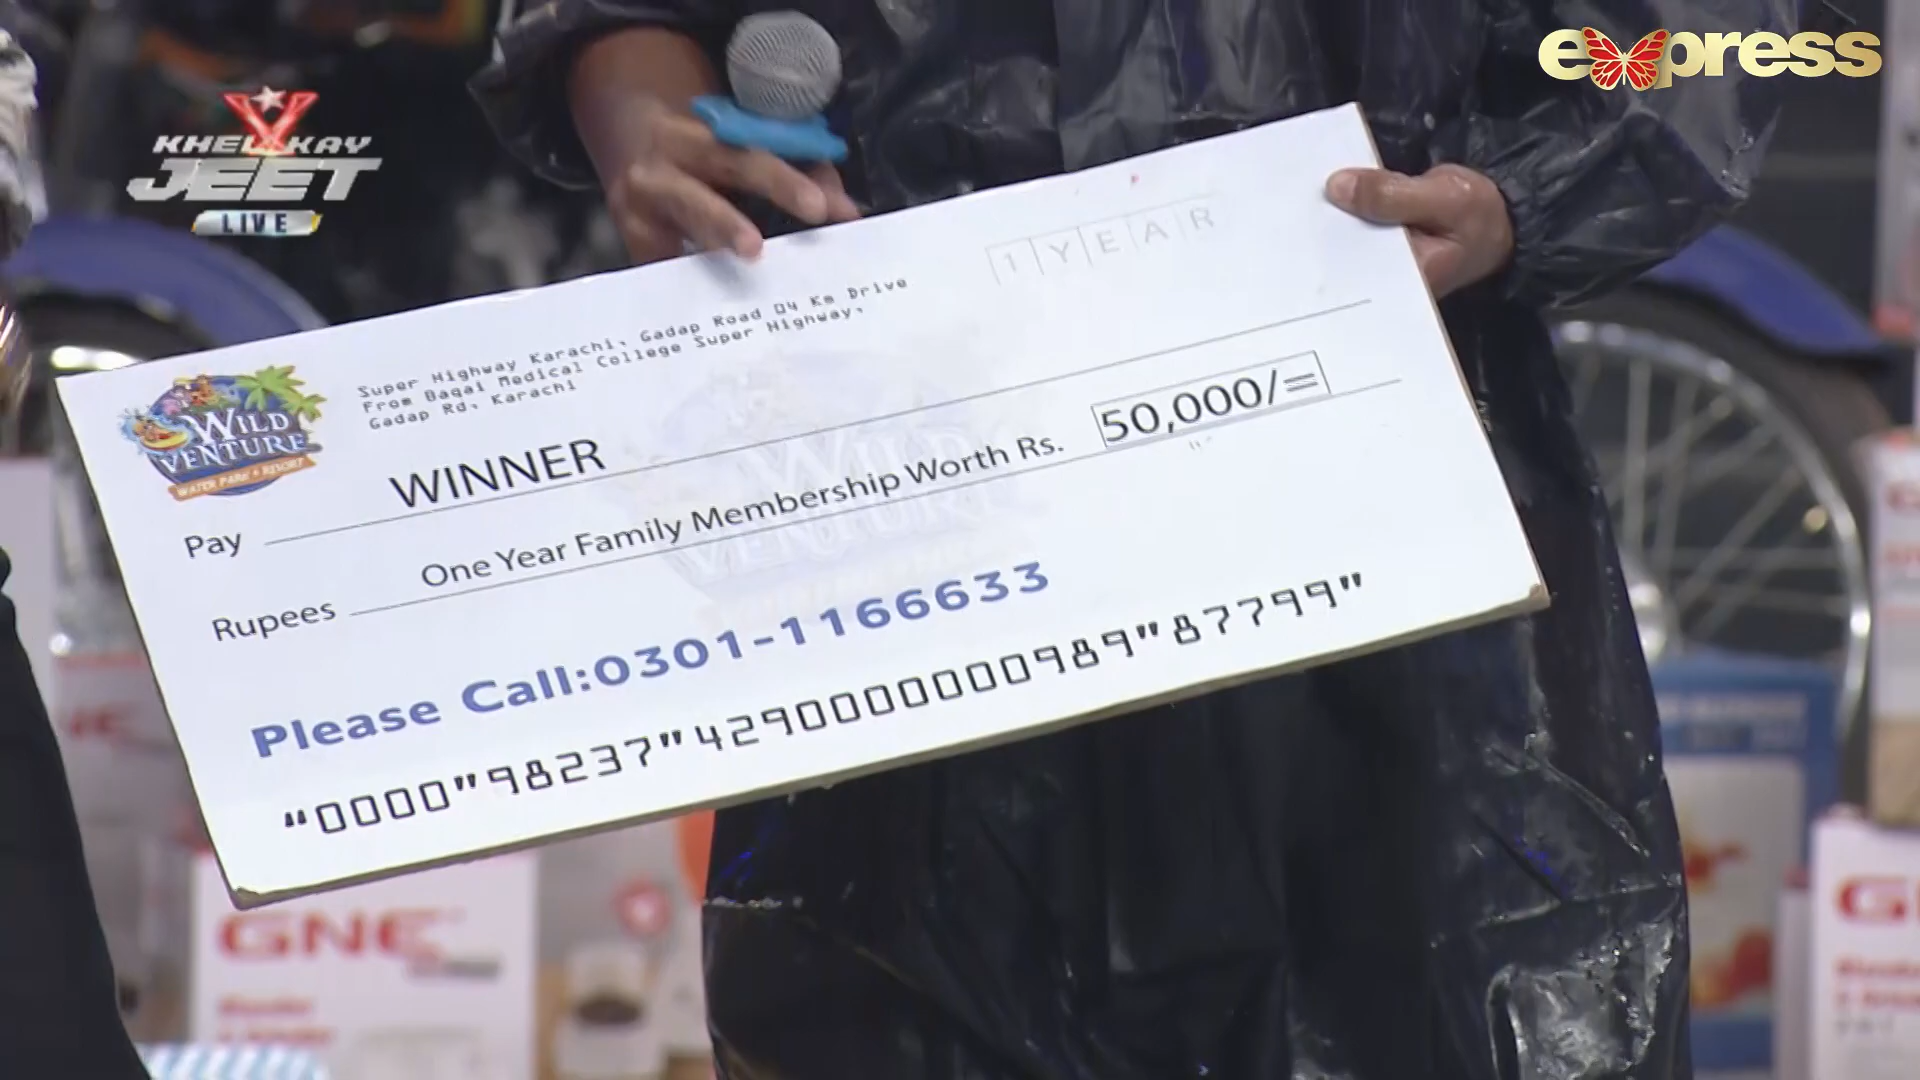 express
KHEL KAY
JEET
LIVE
1 YEAR
Super Highway Karachi, Gadap Road 04 Km Drive
From Baqai Medical College Super Highway,
Gadap Rd, Karachi
WILD
VENTURE
WATER PARK & RESORT
Pay WINNER
Rupees One Year Family Membership Worth Rs. 50,000/=
Please Call:0301-1166633
"0000"98237"4290000000989"87799"
GNC